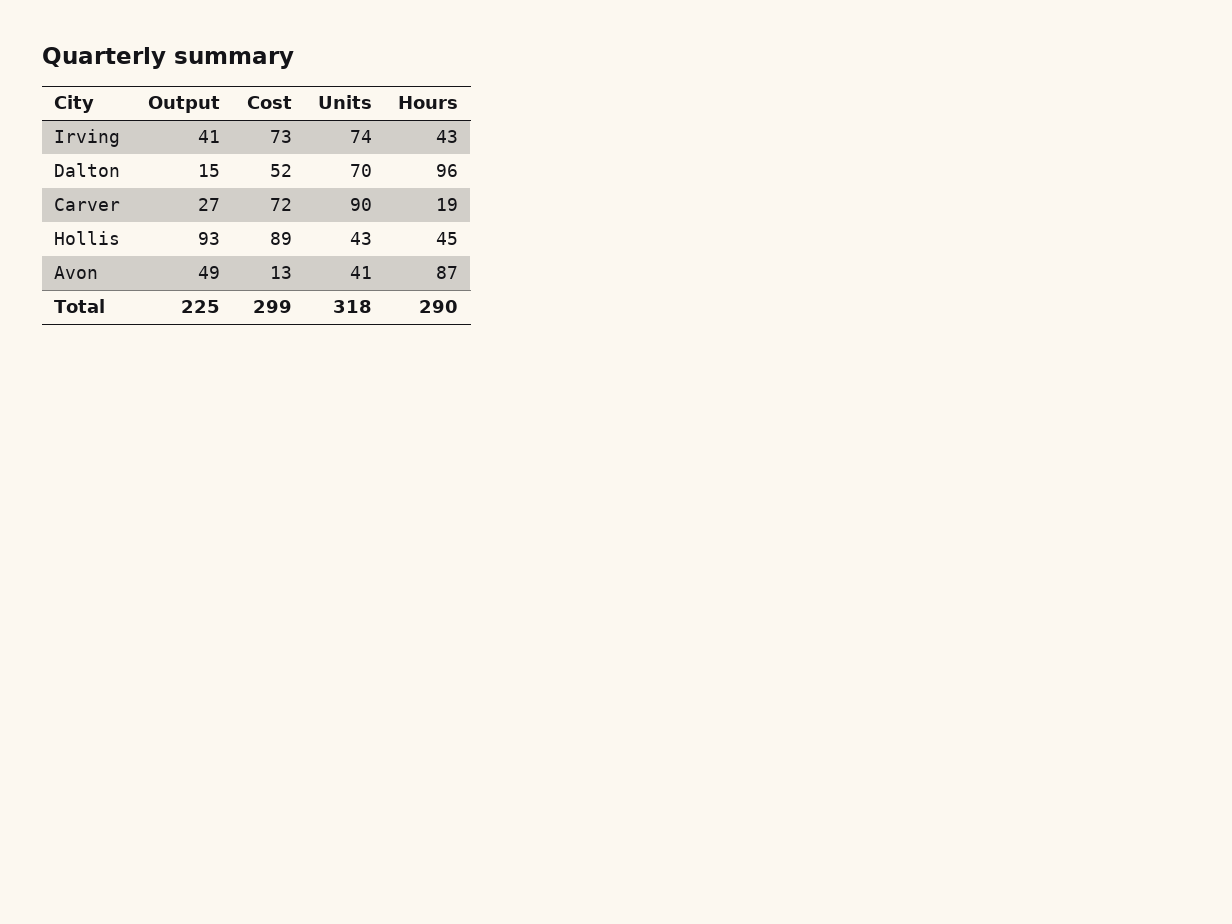 Quarterly summary
City Output Cost Units Hours
Irving 41 73 74 43
Dalton 15 52 70 96
Carver 27 72 90 19
Hollis 93 89 43 45
Avon 49 13 41 87
Total 225 299 318 290